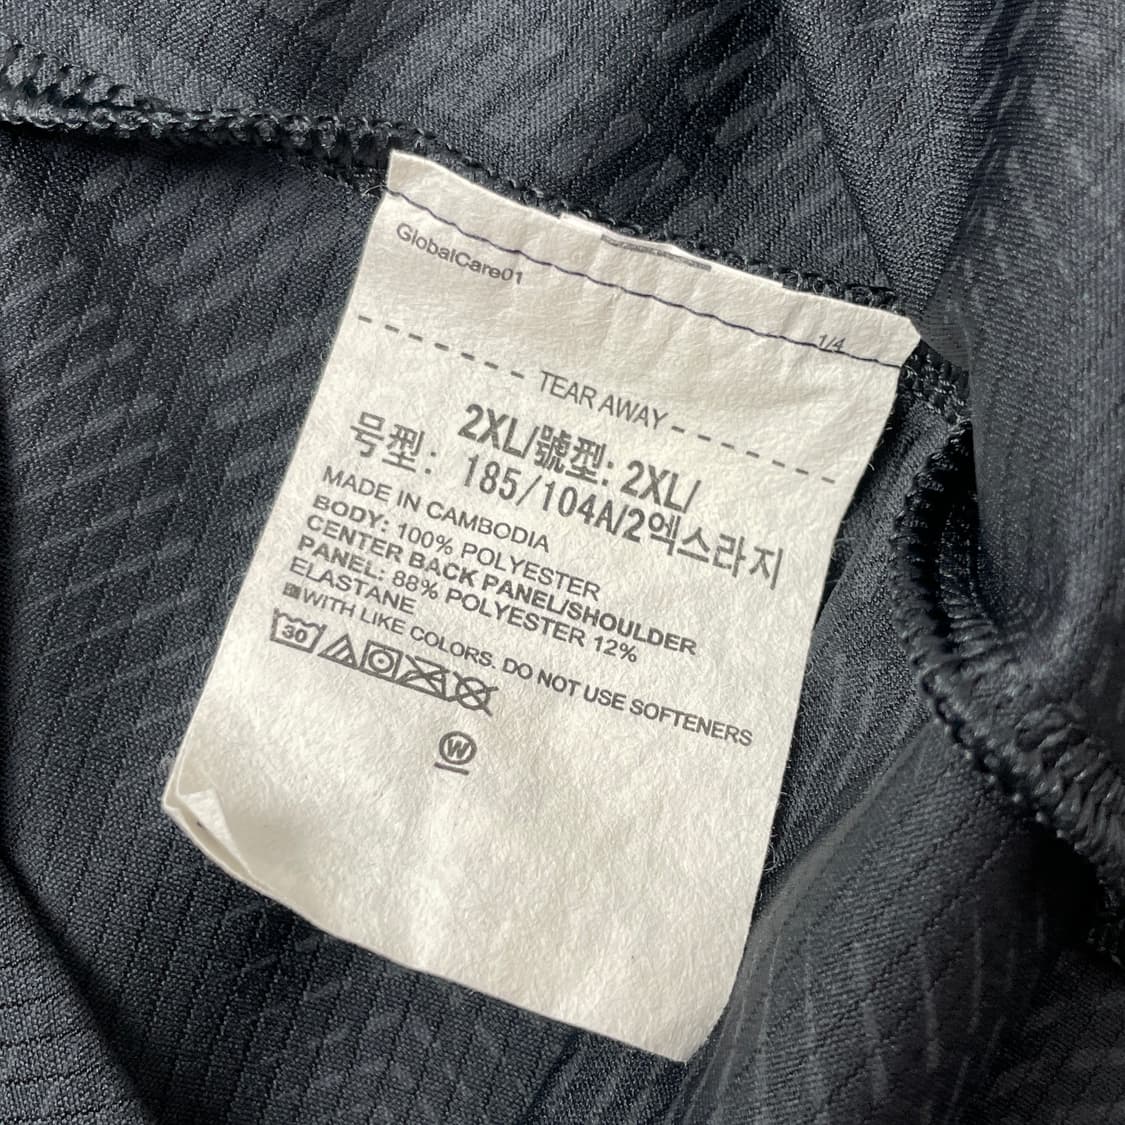 GlobalCare01
1/4
TEAR AWAY
2XL/號型: 2XL/
号型: 185/104A/2엑스라지
MADE IN CAMBODIA
BODY: 100% POLYESTER
CENTER BACK PANEL/SHOULDER
PANEL: 88% POLYESTER 12%
ELASTANE
WITH LIKE COLORS. DO NOT USE SOFTENERS
30
W